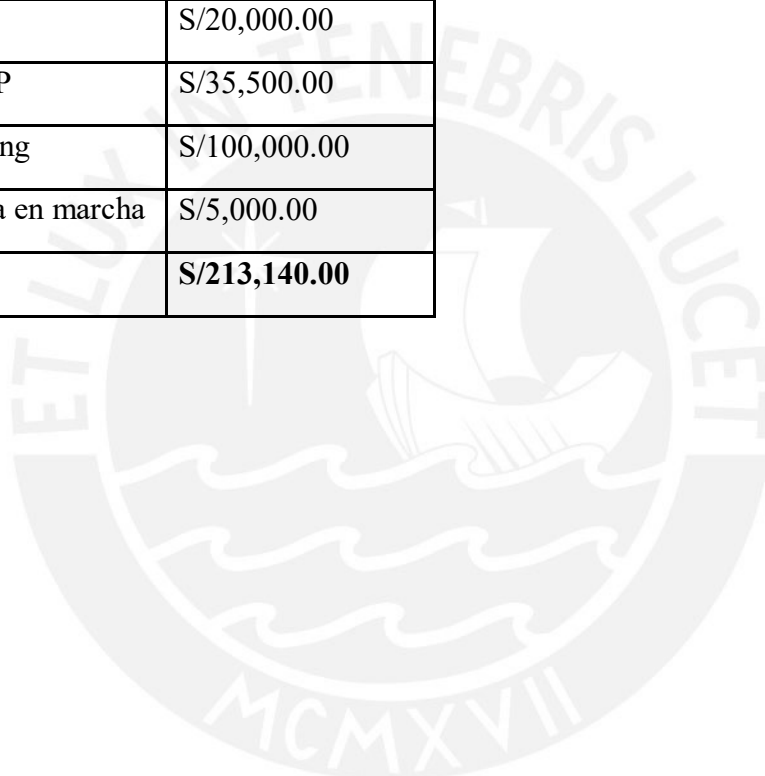 S/20,000.00
P S/35,500.00
ng S/100,000.00
a en marcha S/5,000.00
S/213,140.00
ET LUX IN TENEBRIS LUCET
MCMXVII